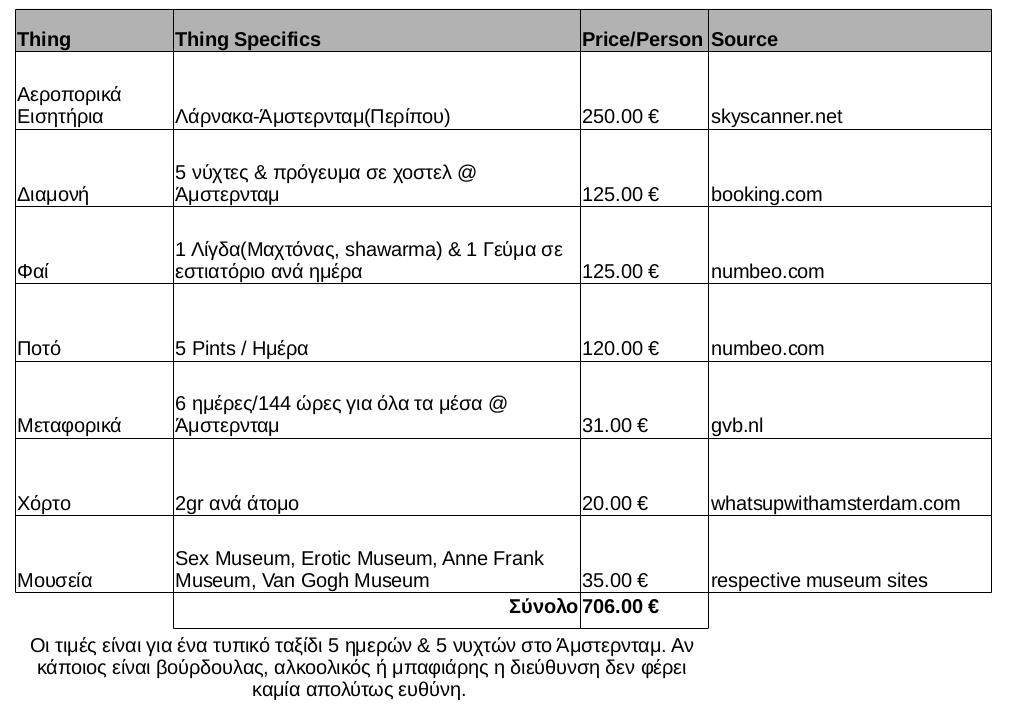 Thing Thing Specifics Price/Person Source
Αεροπορικά
Εισητήρια Λάρνακα-Άμστερνταμ(Περίπου) 250.00 € skyscanner.net
5 νύχτες & πρόγευμα σε χοστελ @
Διαμονή Άμστερνταμ 125.00 € booking.com
1 Λίγδα(Μαχτόνας, shawarma) & 1 Γεύμα σε
Φαί εστιατόριο ανά ημέρα 125.00 € numbeo.com
Ποτό 5 Pints / Ημέρα 120.00 € numbeo.com
6 ημέρες/144 ώρες για όλα τα μέσα @
Μεταφορικά Άμστερνταμ 31.00 € gvb.nl
Χόρτο 2gr ανά άτομο 20.00 € whatsupwithamsterdam.com
Sex Museum, Erotic Museum, Anne Frank
Μουσεία Museum, Van Gogh Museum 35.00 € respective museum sites
Σύνολο 706.00 €
Οι τιμές είναι για ένα τυπικό ταξίδι 5 ημερών & 5 νυχτών στο Άμστερνταμ. Αν
κάποιος είναι βούρδουλας, αλκοολικός ή μπαφιάρης η διεύθυνση δεν φέρει
καμία απολύτως ευθύνη.